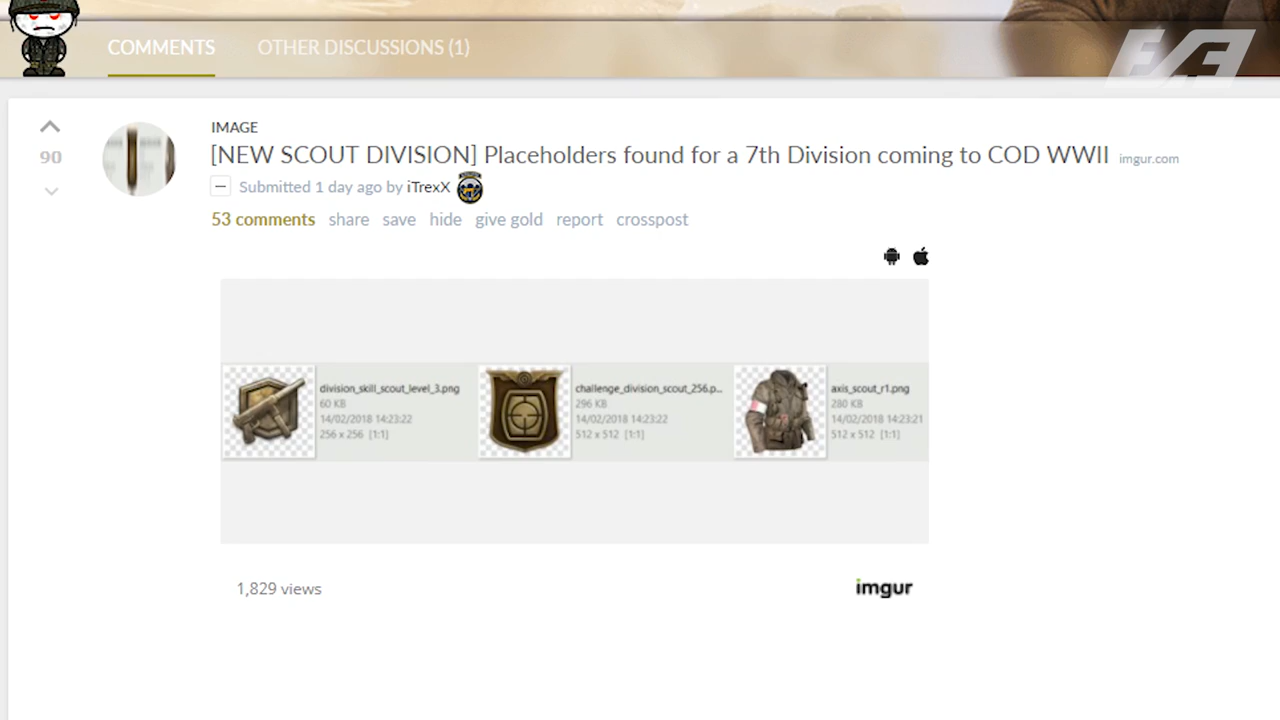 COMMENTS OTHER DISCUSSIONS (1)
IMAGE
90
[NEW SCOUT DIVISION] Placeholders found for a 7th Division coming to COD WWII imgur.com
Submitted 1 day ago by iTrexX
53 comments share save hide give gold report crosspost
division_skill_scout_level_3.png
60 KB
14/02/2018 14:23:22
256 x 256 [1:1]
challenge_division_scout_256.p...
296 KB
14/02/2018 14:23:22
512 x 512 [1:1]
axis_scout_r1.png
280 KB
14/02/2018 14:23:21
512 x 512 [1:1]
1,829 views
imgur